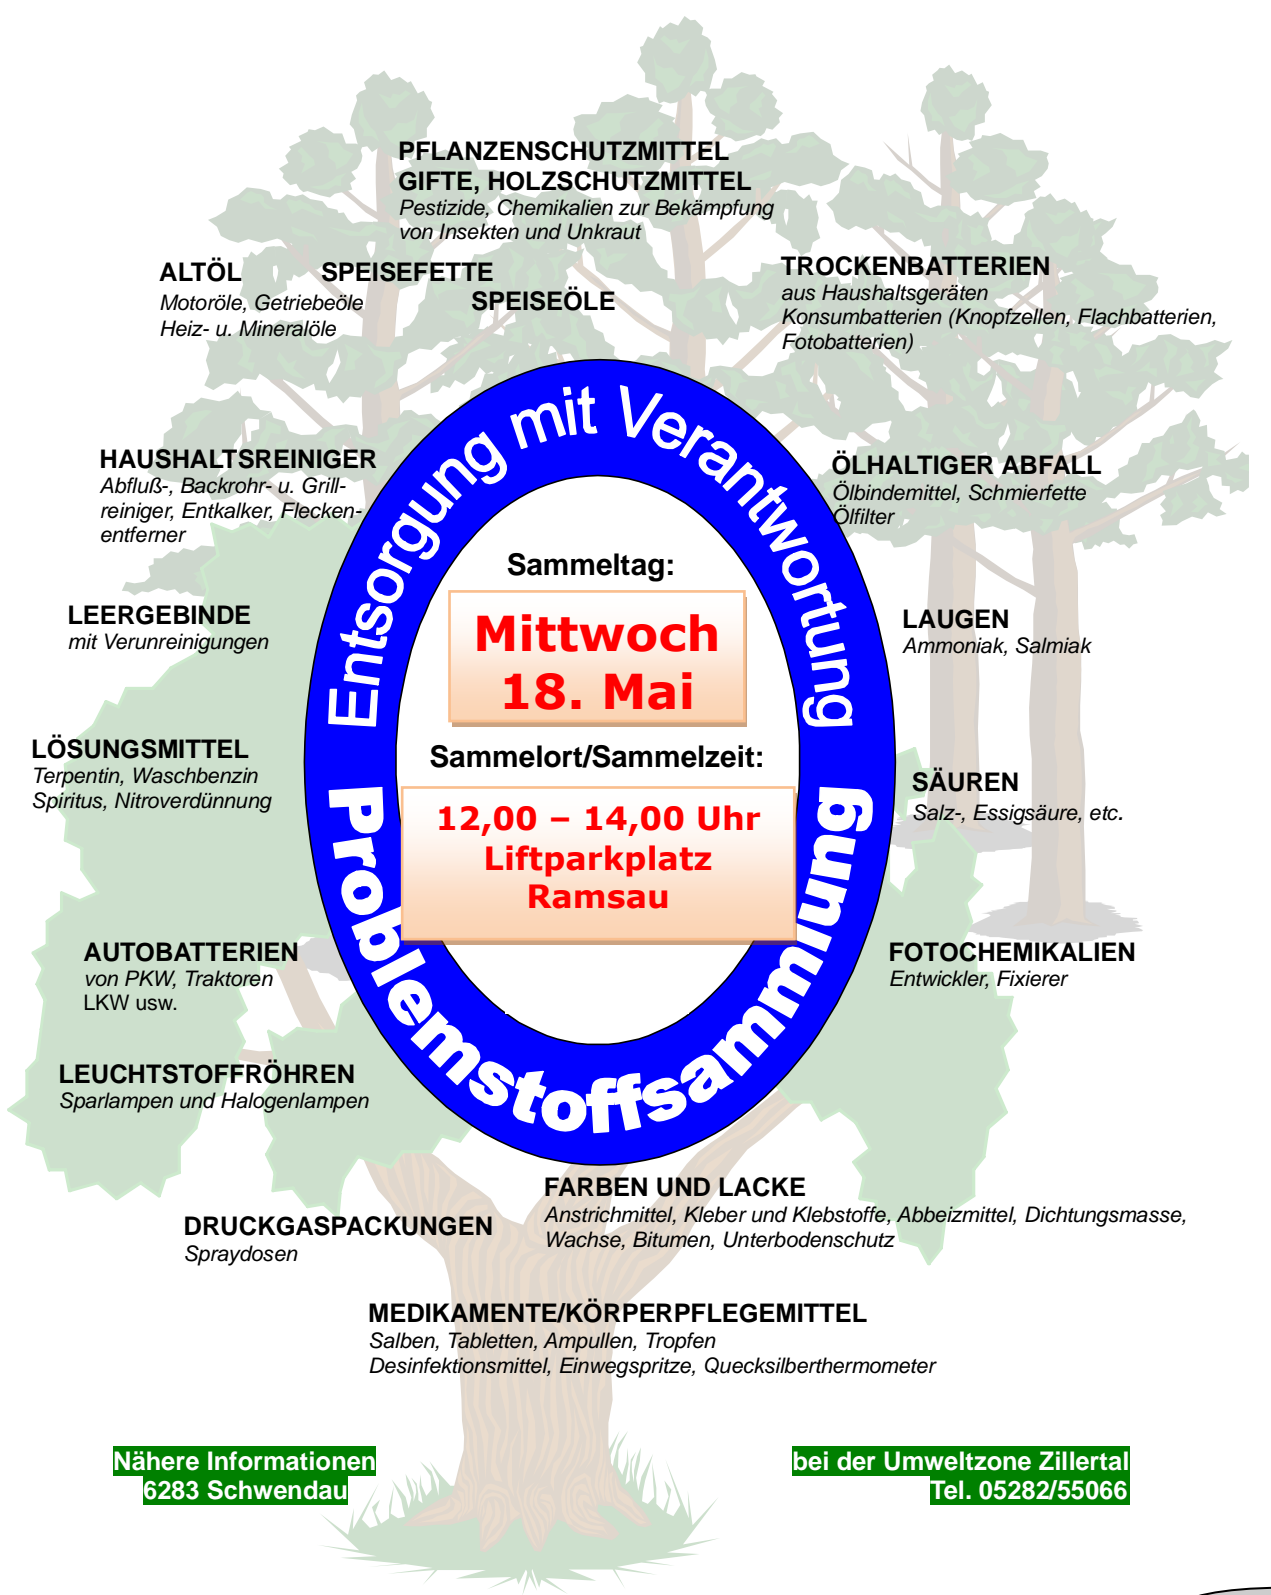 PFLANZENSCHUTZMITTEL
GIFTE, HOLZSCHUTZMITTEL
Pestizide, Chemikalien zur Bekämpfung
von Insekten und Unkraut
ALTÖL
Motoröle, Getriebeöle
Heiz- u. Mineralöle
SPEISEFETTE
SPEISEÖLE
TROCKENBATTERIEN
aus Haushaltsgeräten
Konsumbatterien (Knopfzellen, Flachbatterien,
Fotobatterien)
HAUSHALTSREINIGER
Abfluß-, Backrohr- u. Grill-
reiniger, Entkalker, Flecken-
entferner
ÖLHALTIGER ABFALL
Ölbindemittel, Schmierfette
Ölfilter
Entsorgung mit Verantwortung
Sammeltag:
Mittwoch
18. Mai
Sammelort/Sammelzeit:
12,00 – 14,00 Uhr
Liftparkplatz
Ramsau
Problemstoffsammlung
LEERGEBINDE
mit Verunreinigungen
LAUGEN
Ammoniak, Salmiak
LÖSUNGSMITTEL
Terpentin, Waschbenzin
Spiritus, Nitroverdünnung
SÄUREN
Salz-, Essigsäure, etc.
AUTOBATTERIEN
von PKW, Traktoren
LKW usw.
FOTOCHEMIKALIEN
Entwickler, Fixierer
LEUCHTSTOFFRÖHREN
Sparlampen und Halogenlampen
FARBEN UND LACKE
Anstrichmittel, Kleber und Klebstoffe, Abbeizmittel, Dichtungsmasse,
Wachse, Bitumen, Unterbodenschutz
DRUCKGASPACKUNGEN
Spraydosen
MEDIKAMENTE/KÖRPERPFLEGEMITTEL
Salben, Tabletten, Ampullen, Tropfen
Desinfektionsmittel, Einwegspritze, Quecksilberthermometer
Nähere Informationen
6283 Schwendau
bei der Umweltzone Zillertal
Tel. 05282/55066